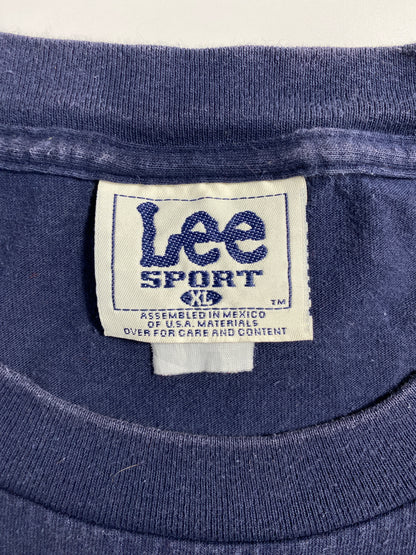 Lee
SPORT
XL
TM
ASSEMBLED IN MEXICO
OF U.S.A. MATERIALS
OVER FOR CARE AND CONTENT